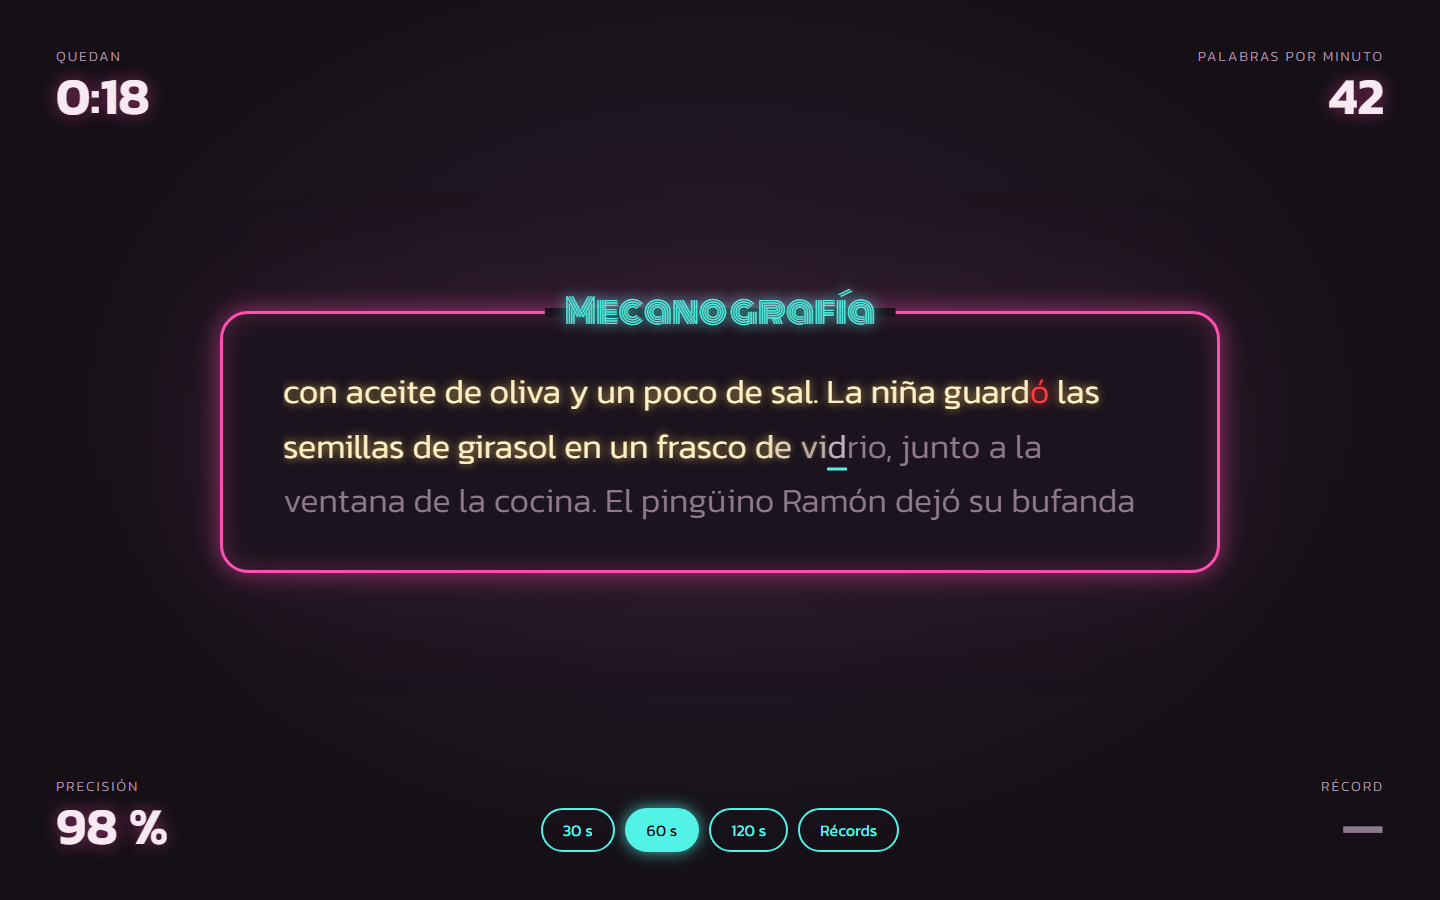 QUEDAN
0:18
PALABRAS POR MINUTO
42
Mecanografía
con aceite de oliva y un poco de sal. La niña guardó las
semillas de girasol en un frasco de vidrio, junto a la
ventana de la cocina. El pingüino Ramón dejó su bufanda
PRECISIÓN
98 %
30 s
60 s
120 s
Récords
RÉCORD
—